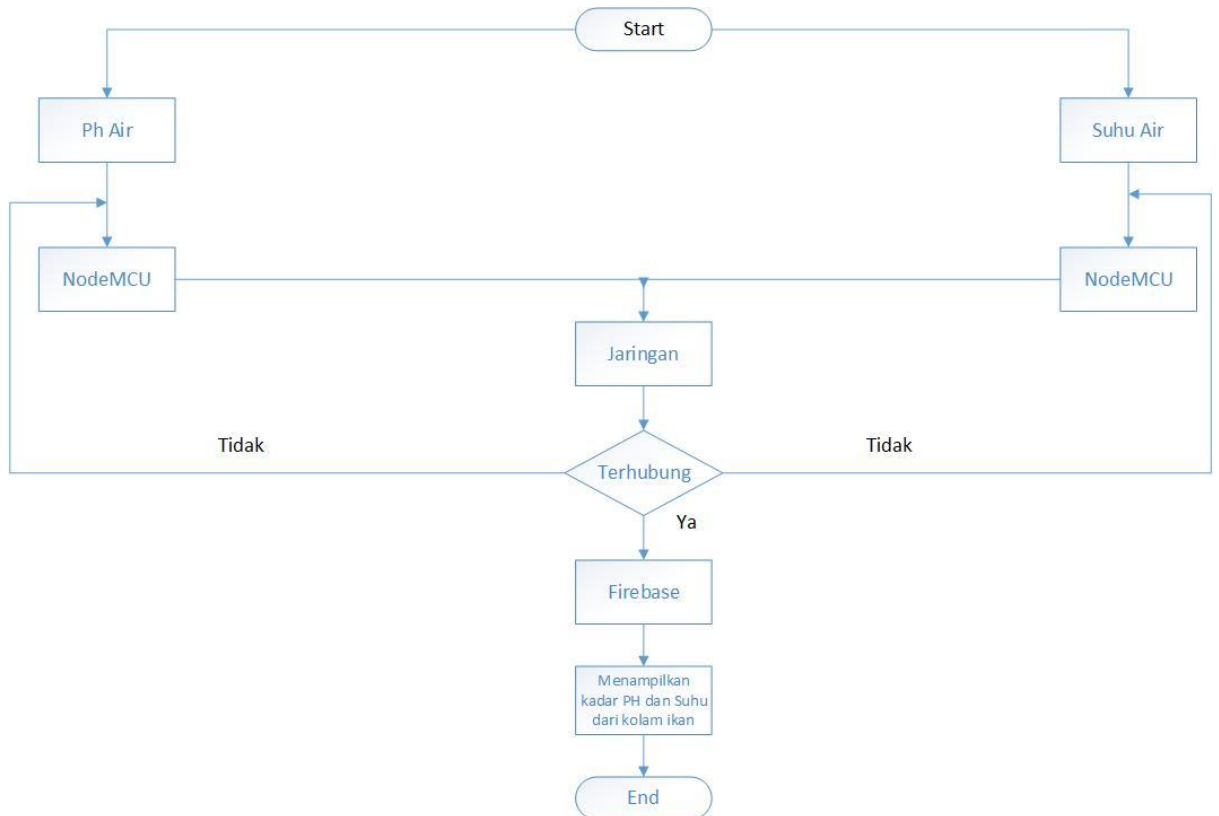 Start
Ph Air
Suhu Air
NodeMCU
NodeMCU
Jaringan
Tidak
Tidak
Terhubung
Ya
Firebase
Menampilkan
kadar PH dan Suhu
dari kolam ikan
End